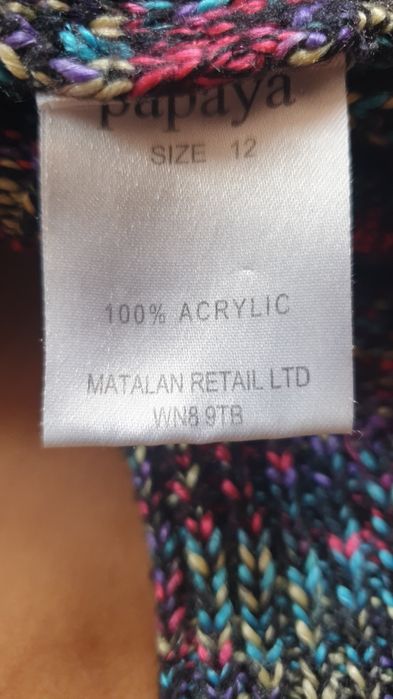 papaya
SIZE 12
100% ACRYLIC
MATALAN RETAIL LTD
WN8 9TB